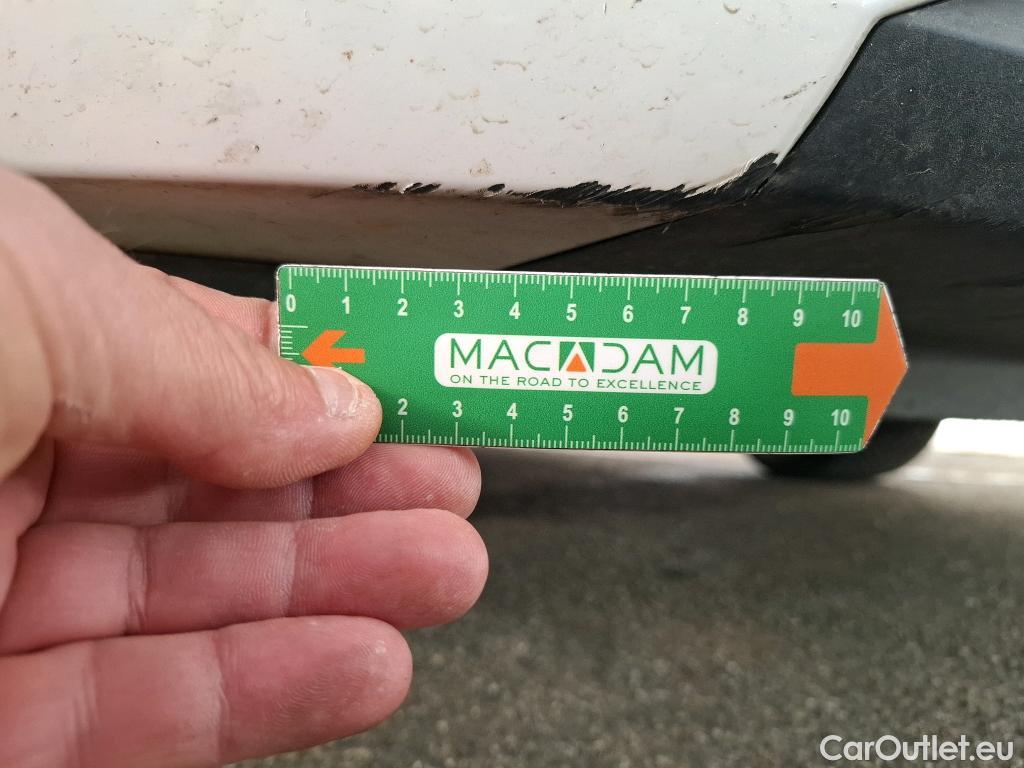 0 1 2 3 4 5 6 7 8 9 10
MACADAM
ON THE ROAD TO EXCELLENCE
2 3 4 5 6 7 8 9 10
CarOutlet.eu